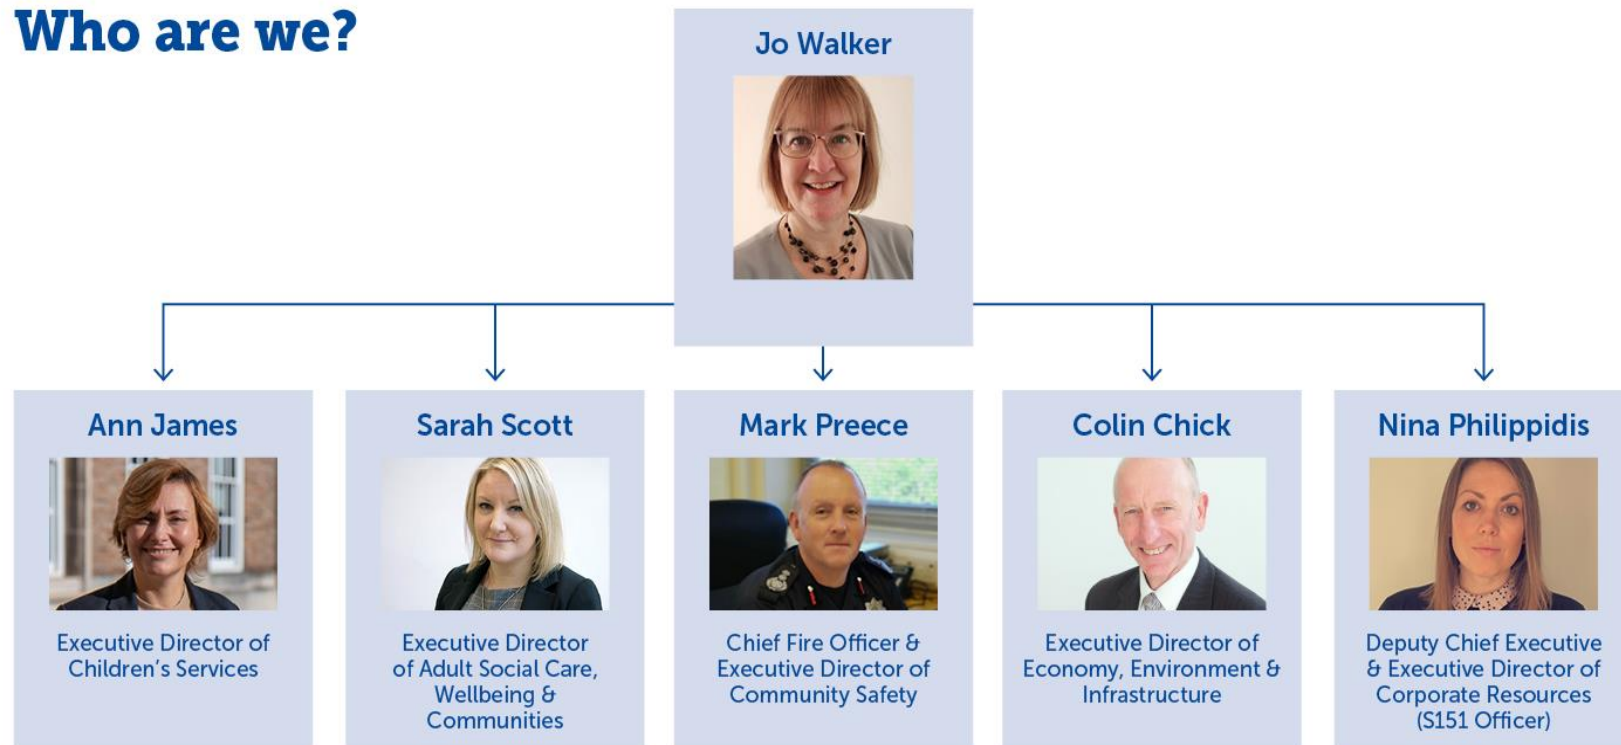 Who are we?
Jo Walker
Ann James
Executive Director of
Children's Services
Sarah Scott
Executive Director
of Adult Social Care,
Wellbeing &
Communities
Mark Preece
Chief Fire Officer &
Executive Director of
Community Safety
Colin Chick
Executive Director of
Economy, Environment &
Infrastructure
Nina Philippidis
Deputy Chief Executive
& Executive Director of
Corporate Resources
(S151 Officer)